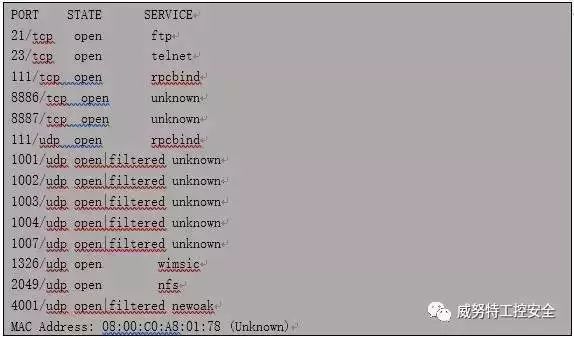 PORT STATE SERVICE
21/tcp open ftp
23/tcp open telnet
111/tcp open rpcbind
8886/tcp open unknown
8887/tcp open unknown
111/udp open rpcbind
1001/udp open|filtered unknown
1002/udp open|filtered unknown
1003/udp open|filtered unknown
1004/udp open|filtered unknown
1007/udp open|filtered unknown
1326/udp open wimsic
2049/udp open nfs
4001/udp open|filtered newoak
MAC Address: 08:00:C0:A8:01:78 (Unknown)
威努特工控安全